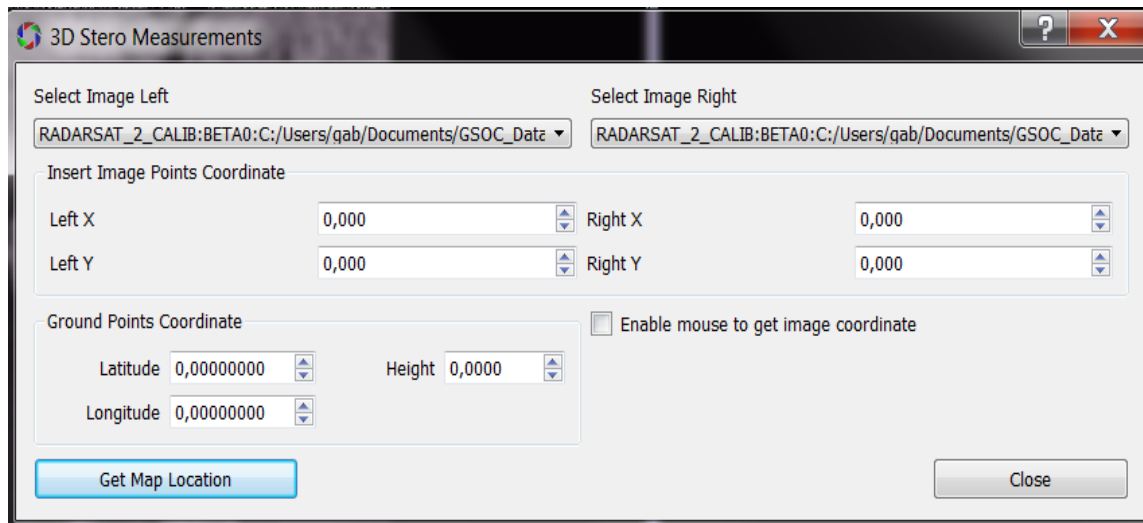 3D Stero Measurements
Select Image Left Select Image Right
RADARSAT_2_CALIB:BETA0:C:/Users/gab/Documents/GSOC_Data RADARSAT_2_CALIB:BETA0:C:/Users/gab/Documents/GSOC_Data
Insert Image Points Coordinate
Left X 0,000 Right X 0,000
Left Y 0,000 Right Y 0,000
Ground Points Coordinate Enable mouse to get image coordinate
Latitude 0,00000000 Height 0,0000
Longitude 0,00000000
Get Map Location Close